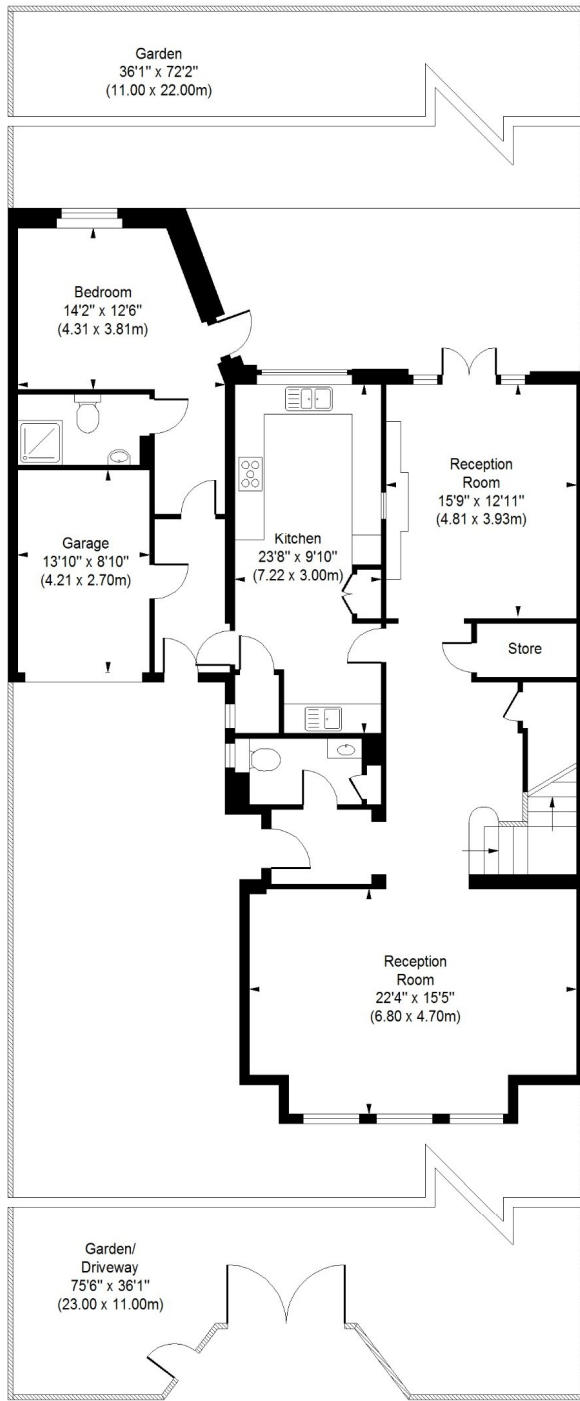 Garden
36'1" x 72'2"
(11.00 x 22.00m)
Bedroom
14'2" x 12'6"
(4.31 x 3.81m)
Reception
Room
15'9" x 12'11"
(4.81 x 3.93m)
Kitchen
23'8" x 9'10"
(7.22 x 3.00m)
Garage
13'10" x 8'10"
(4.21 x 2.70m)
Store
Reception
Room
22'4" x 15'5"
(6.80 x 4.70m)
Garden/
Driveway
75'6" x 36'1"
(23.00 x 11.00m)